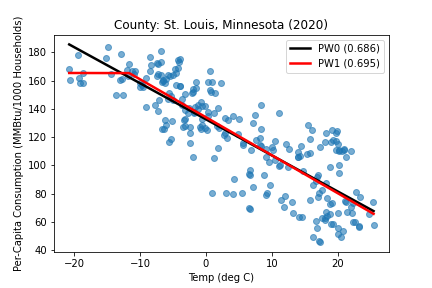 County: St. Louis, Minnesota (2020)
Per-Capita Consumption (MMBtu/1000 Households)
180
160
140
120
100
80
60
40
PW0 (0.686)
PW1 (0.695)
−20 −10 0 10 20
Temp (deg C)